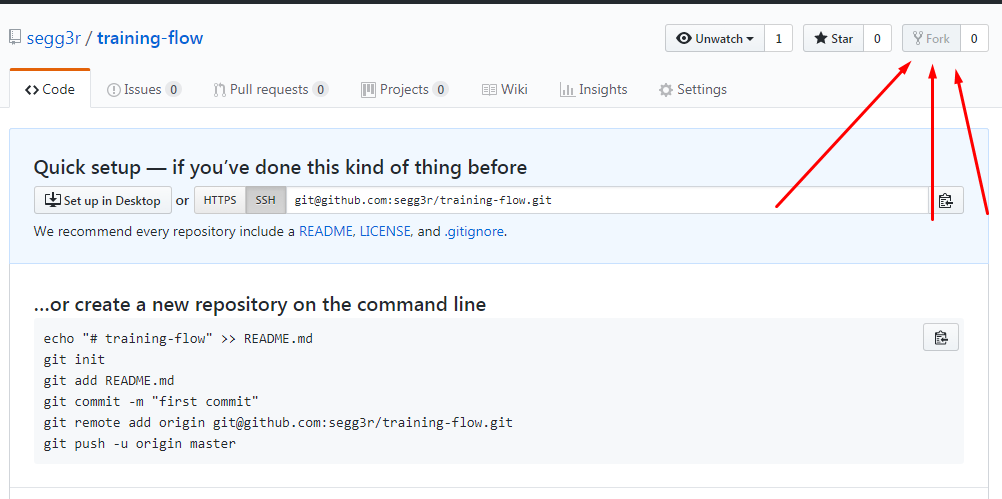 segg3r / training-flow
Unwatch 1 Star 0 Fork 0
Code Issues 0 Pull requests 0 Projects 0 Wiki Insights Settings
Quick setup — if you’ve done this kind of thing before
Set up in Desktop or HTTPS SSH git@github.com:segg3r/training-flow.git
We recommend every repository include a README, LICENSE, and .gitignore.
…or create a new repository on the command line
echo "# training-flow" >> README.md
git init
git add README.md
git commit -m "first commit"
git remote add origin git@github.com:segg3r/training-flow.git
git push -u origin master